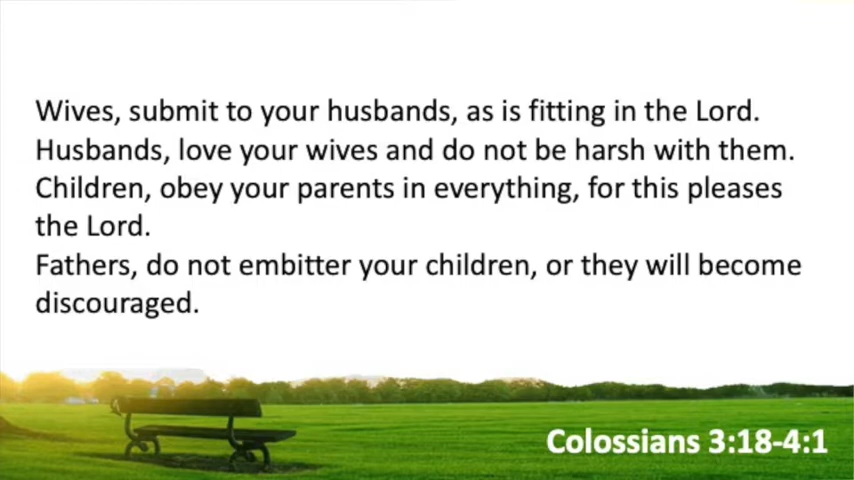 Wives, submit to your husbands, as is fitting in the Lord.
Husbands, love your wives and do not be harsh with them.
Children, obey your parents in everything, for this pleases
the Lord.
Fathers, do not embitter your children, or they will become
discouraged.
Colossians 3:18-4:1